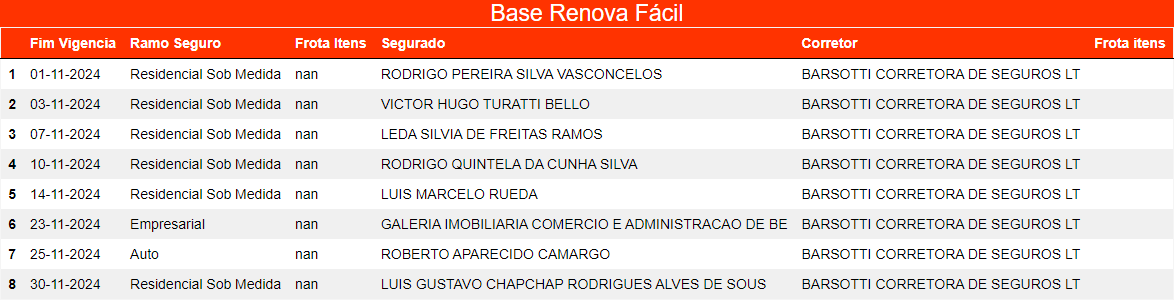 Base Renova Fácil
Fim Vigencia Ramo Seguro Frota Itens Segurado Corretor Frota itens
1 01-11-2024 Residencial Sob Medida nan RODRIGO PEREIRA SILVA VASCONCELOS BARSOTTI CORRETORA DE SEGUROS LT
2 03-11-2024 Residencial Sob Medida nan VICTOR HUGO TURATTI BELLO BARSOTTI CORRETORA DE SEGUROS LT
3 07-11-2024 Residencial Sob Medida nan LEDA SILVIA DE FREITAS RAMOS BARSOTTI CORRETORA DE SEGUROS LT
4 10-11-2024 Residencial Sob Medida nan RODRIGO QUINTELA DA CUNHA SILVA BARSOTTI CORRETORA DE SEGUROS LT
5 14-11-2024 Residencial Sob Medida nan LUIS MARCELO RUEDA BARSOTTI CORRETORA DE SEGUROS LT
6 23-11-2024 Empresarial nan GALERIA IMOBILIARIA COMERCIO E ADMINISTRACAO DE BE BARSOTTI CORRETORA DE SEGUROS LT
7 25-11-2024 Auto nan ROBERTO APARECIDO CAMARGO BARSOTTI CORRETORA DE SEGUROS LT
8 30-11-2024 Residencial Sob Medida nan LUIS GUSTAVO CHAPCHAP RODRIGUES ALVES DE SOUS BARSOTTI CORRETORA DE SEGUROS LT